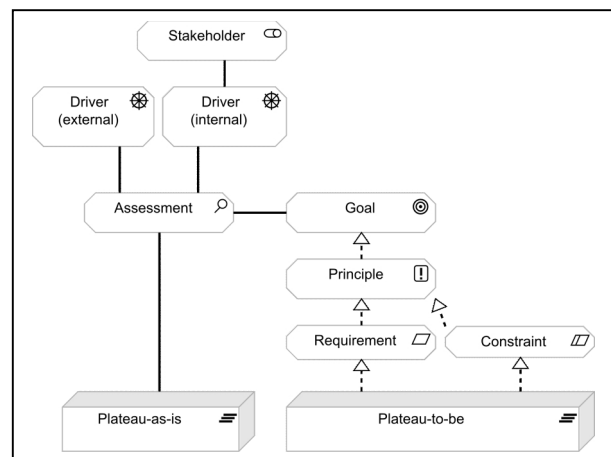 Stakeholder
Driver
(external)
Driver
(internal)
Assessment
Goal
Principle
Requirement
Constraint
Plateau-as-is
Plateau-to-be